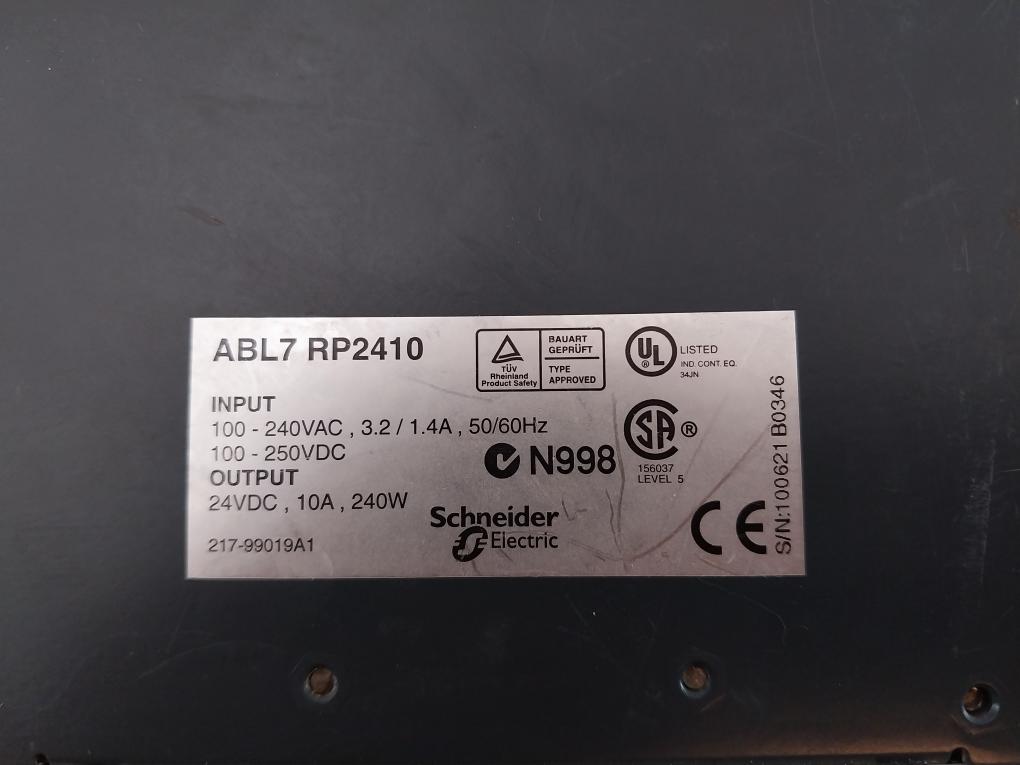 ABL7 RP2410
INPUT
100 - 240VAC , 3.2 / 1.4A , 50/60Hz
100 - 250VDC
OUTPUT
24VDC , 10A , 240W
217-99019A1
TÜV
Rheinland
Product Safety
BAUART
GEPRÜFT
TYPE
APPROVED
UL
®
LISTED
IND. CONT. EQ.
34JN
N998
SA ®
156037
LEVEL 5
Schneider
Electric
CE
S/N:100621 B0346